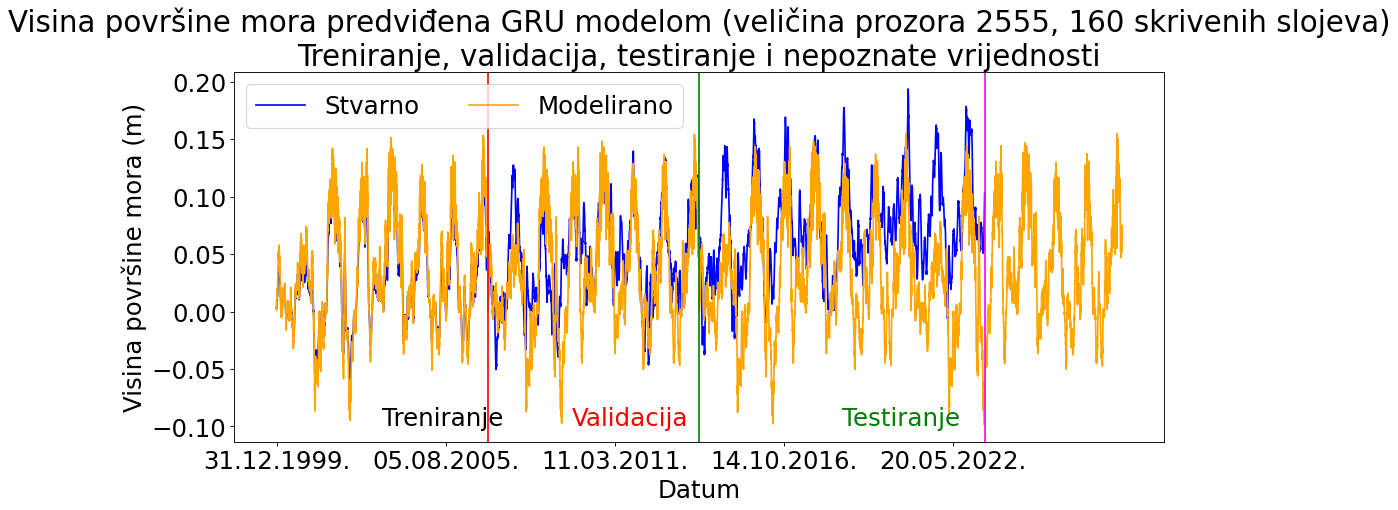 Visina površine mora predviđena GRU modelom (veličina prozora 2555, 160 skrivenih slojeva)
Treniranje, validacija, testiranje i nepoznate vrijednosti
Stvarno
Modelirano
Visina površine mora (m)
0.20
0.15
0.10
0.05
0.00
−0.05
−0.10
Treniranje
Validacija
Testiranje
31.12.1999.
05.08.2005.
11.03.2011.
14.10.2016.
20.05.2022.
Datum